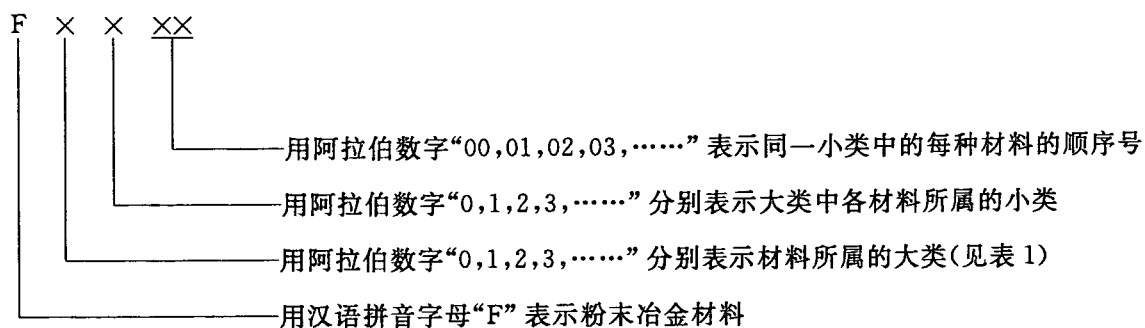 F × × ××
用阿拉伯数字“00,01,02,03,……”表示同一小类中的每种材料的顺序号
用阿拉伯数字“0,1,2,3,……”分别表示大类中各材料所属的小类
用阿拉伯数字“0,1,2,3,……”分别表示材料所属的大类(见表 1)
用汉语拼音字母“F”表示粉末冶金材料